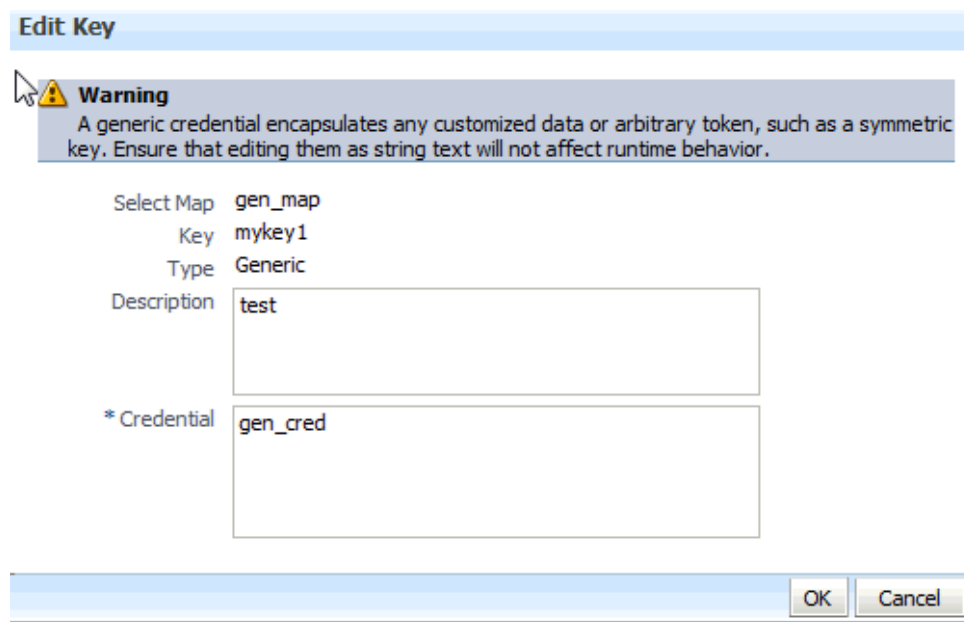 Edit Key
Warning
A generic credential encapsulates any customized data or arbitrary token, such as a symmetric
key. Ensure that editing them as string text will not affect runtime behavior.
Select Map gen_map
Key mykey1
Type Generic
Description test
* Credential gen_cred
OK Cancel